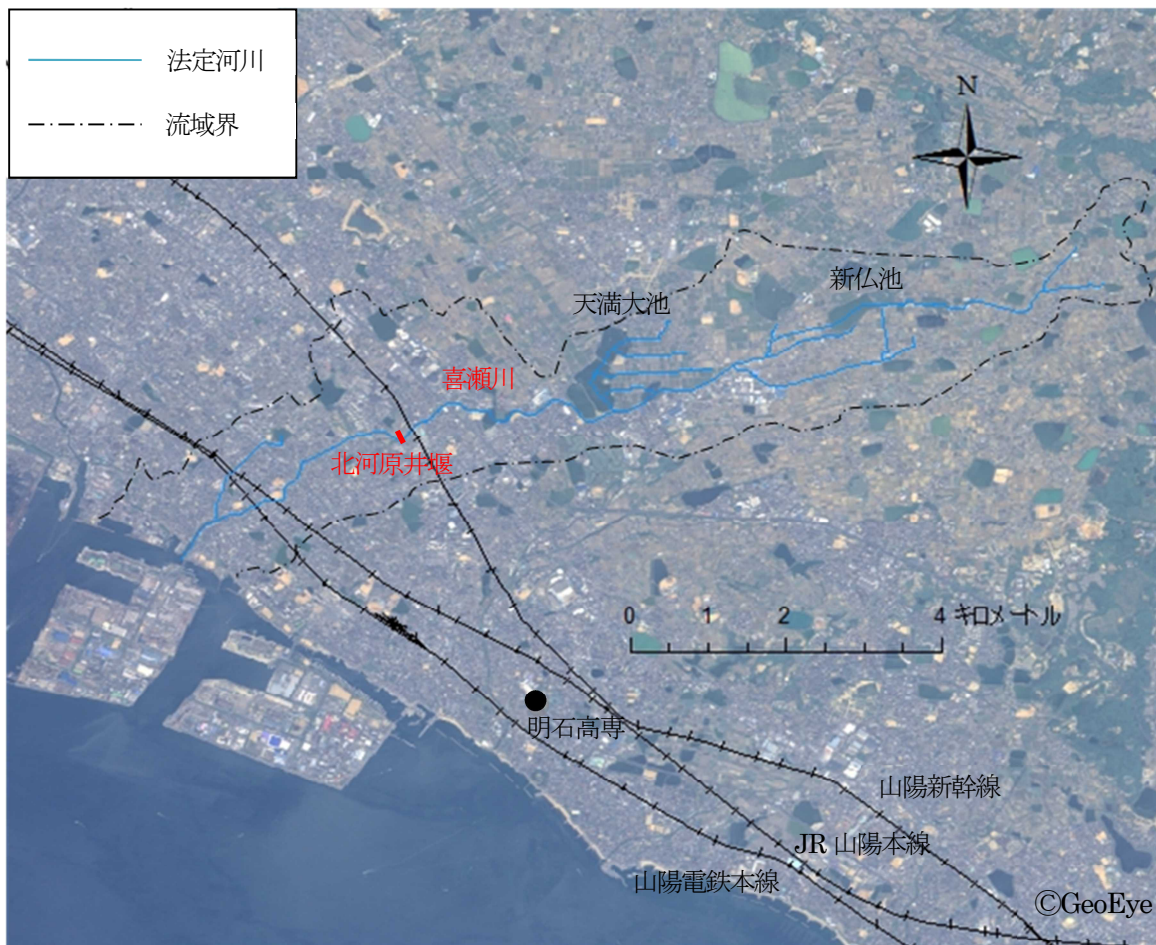 法定河川
流域界
N
新仏池
天満大池
喜瀬川
北河原井堰
0 1 2 4 キロメートル
明石高専
山陽新幹線
JR 山陽本線
山陽電鉄本線
©GeoEye